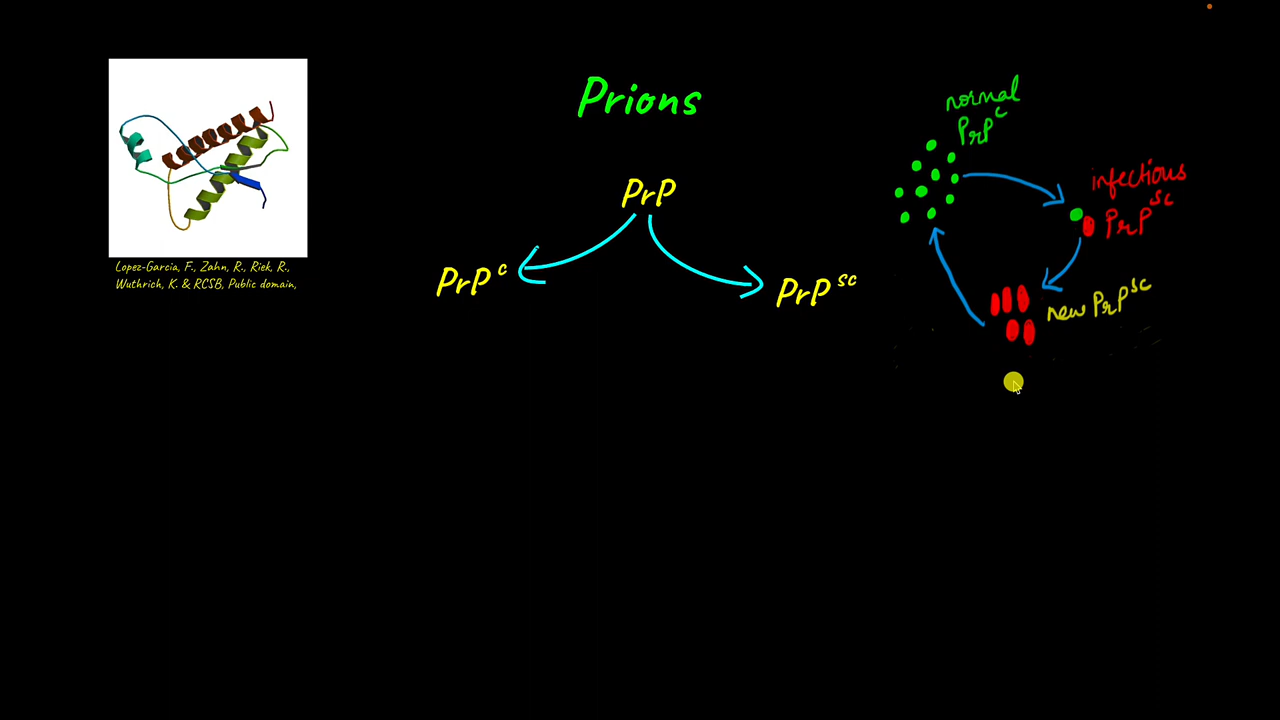 Prions
PrP
PrP^c
PrP^sc
Lopez-Garcia, F., Zahn, R., Riek, R.,
Wuthrich, K. & RCSB, Public domain,
normal
PrP^c
infectious
PrP^sc
new PrP^sc